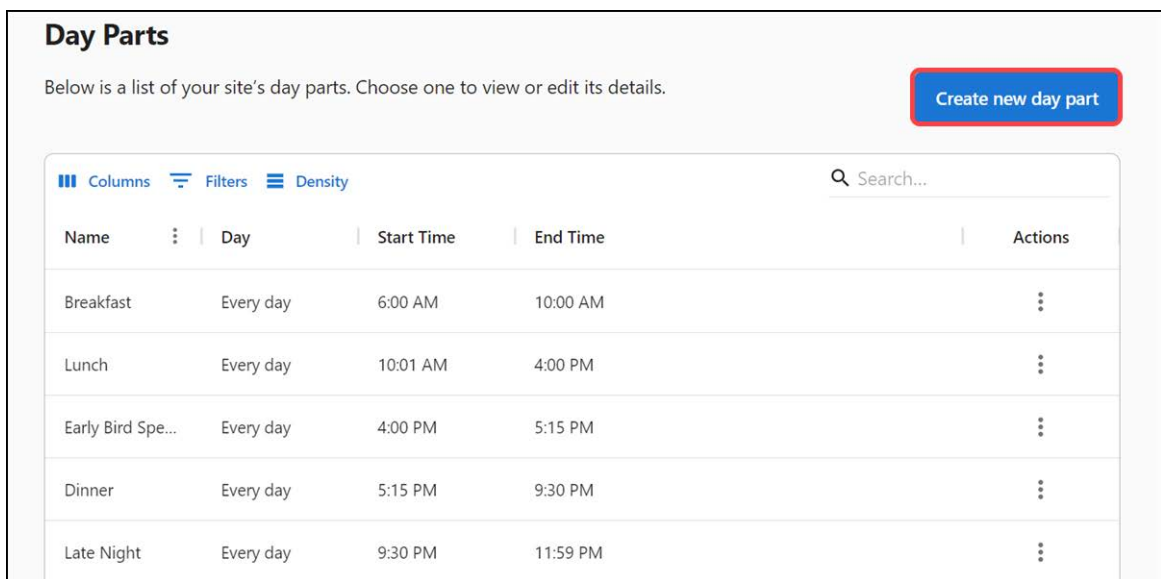 Day Parts
Below is a list of your site’s day parts. Choose one to view or edit its details.
Create new day part
Columns Filters Density Search...
Name Day Start Time End Time Actions
Breakfast Every day 6:00 AM 10:00 AM
Lunch Every day 10:01 AM 4:00 PM
Early Bird Spe... Every day 4:00 PM 5:15 PM
Dinner Every day 5:15 PM 9:30 PM
Late Night Every day 9:30 PM 11:59 PM